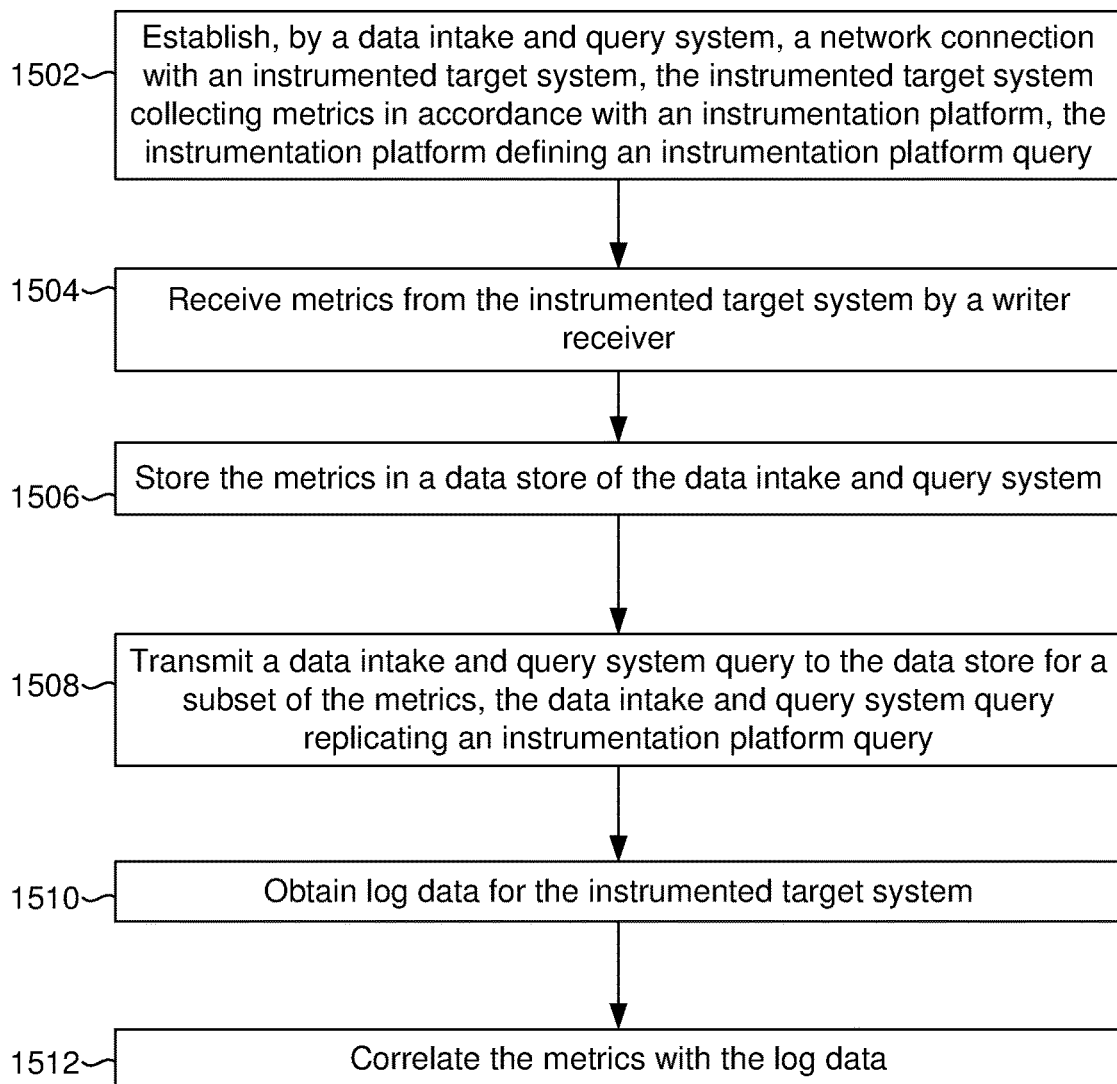 Establish, by a data intake and query system, a network connection
1502
with an instrumented target system, the instrumented target system
collecting metrics in accordance with an instrumentation platform, the
instrumentation platform defining an instrumentation platform query
1504
Receive metrics from the instrumented target system by a writer
receiver
1506
Store the metrics in a data store of the data intake and query system
Transmit a data intake and query system query to the data store for a
1508
subset of the metrics, the data intake and query system query
replicating an instrumentation platform query
1510
Obtain log data for the instrumented target system
1512
Correlate the metrics with the log data